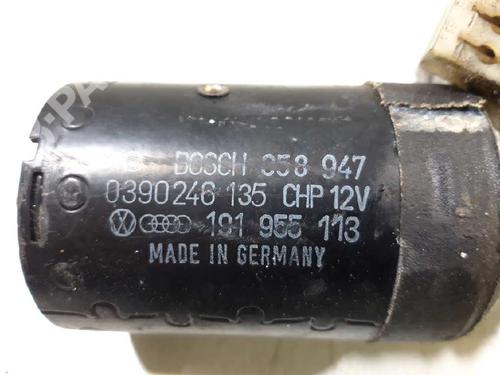 BOSCH 058 947
0390246 135 CHP 12V
191 955 113
MADE IN GERMANY